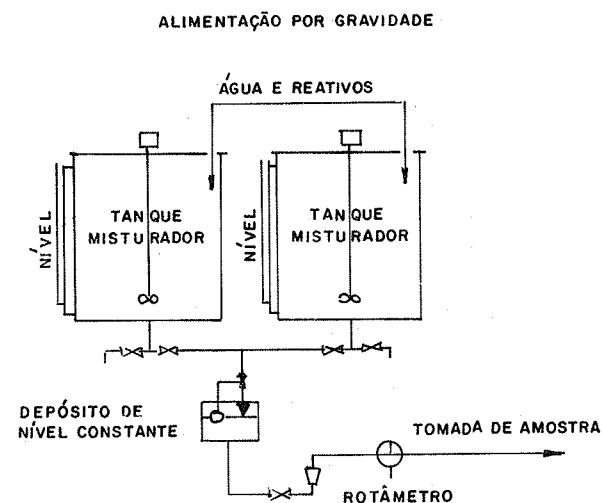 ALIMENTAÇÃO POR GRAVIDADE
ÁGUA E REATIVOS
NÍVEL
TANQUE
MISTURADOR
NÍVEL
TANQUE
MISTURADOR
DEPÓSITO DE
NÍVEL CONSTANTE
TOMADA DE AMOSTRA
ROTÂMETRO